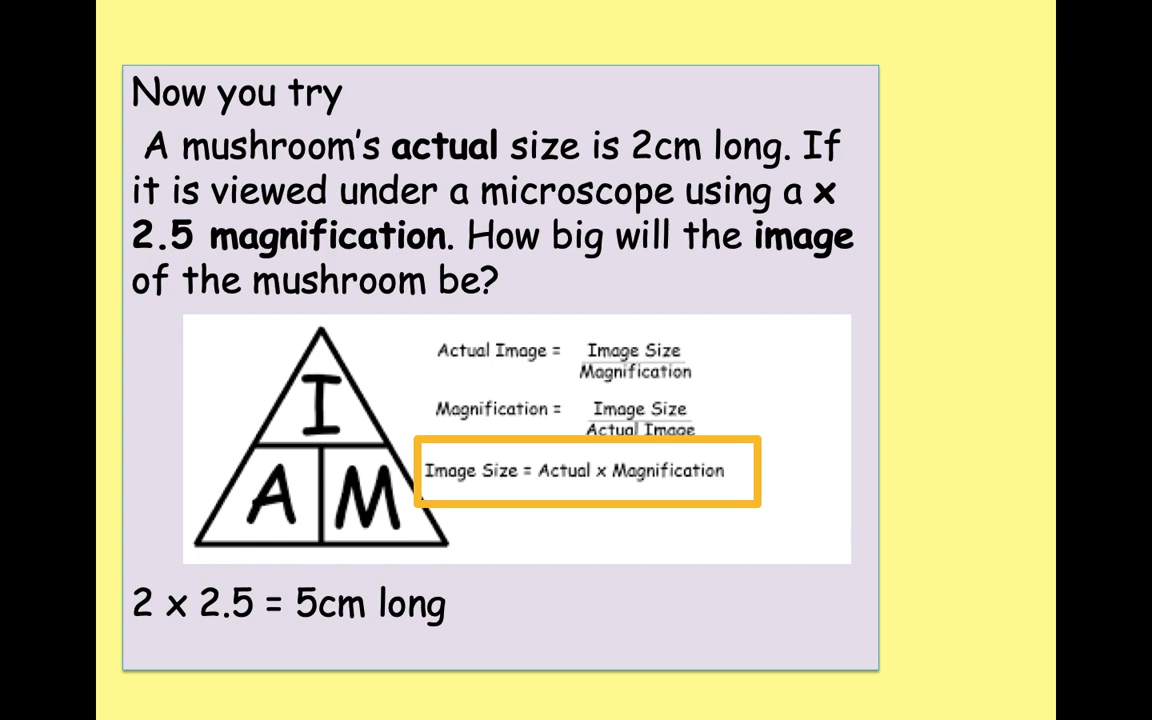 Now you try
A mushroom's actual size is 2cm long. If
it is viewed under a microscope using a x
2.5 magnification. How big will the image
of the mushroom be?
I
A M
Actual Image = Image Size
Magnification
Magnification = Image Size
Actual Image
Image Size = Actual x Magnification
2 x 2.5 = 5cm long